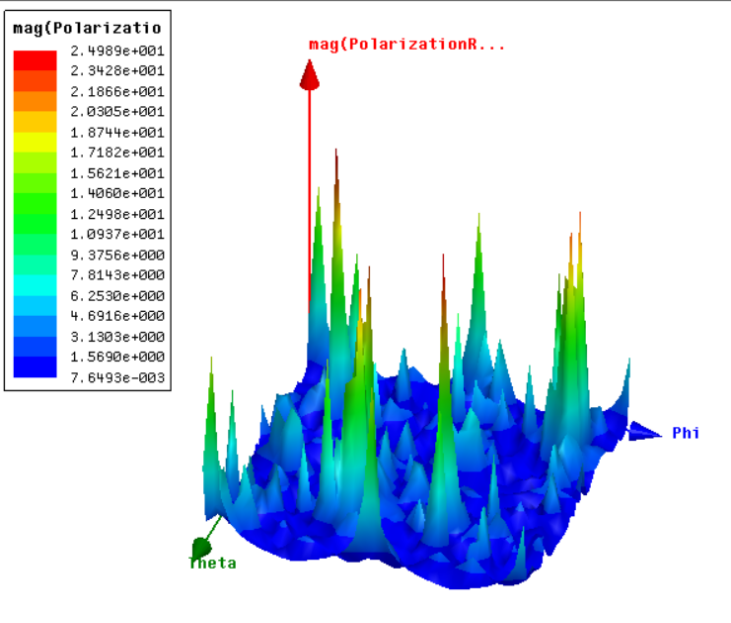 mag(Polarizatio
2.4989e+001
2.3428e+001
2.1866e+001
2.0305e+001
1.8744e+001
1.7182e+001
1.5621e+001
1.4060e+001
1.2498e+001
1.0937e+001
9.3756e+000
7.8143e+000
6.2530e+000
4.6916e+000
3.1303e+000
1.5690e+000
7.6493e-003
mag(PolarizationR...
Phi
Theta